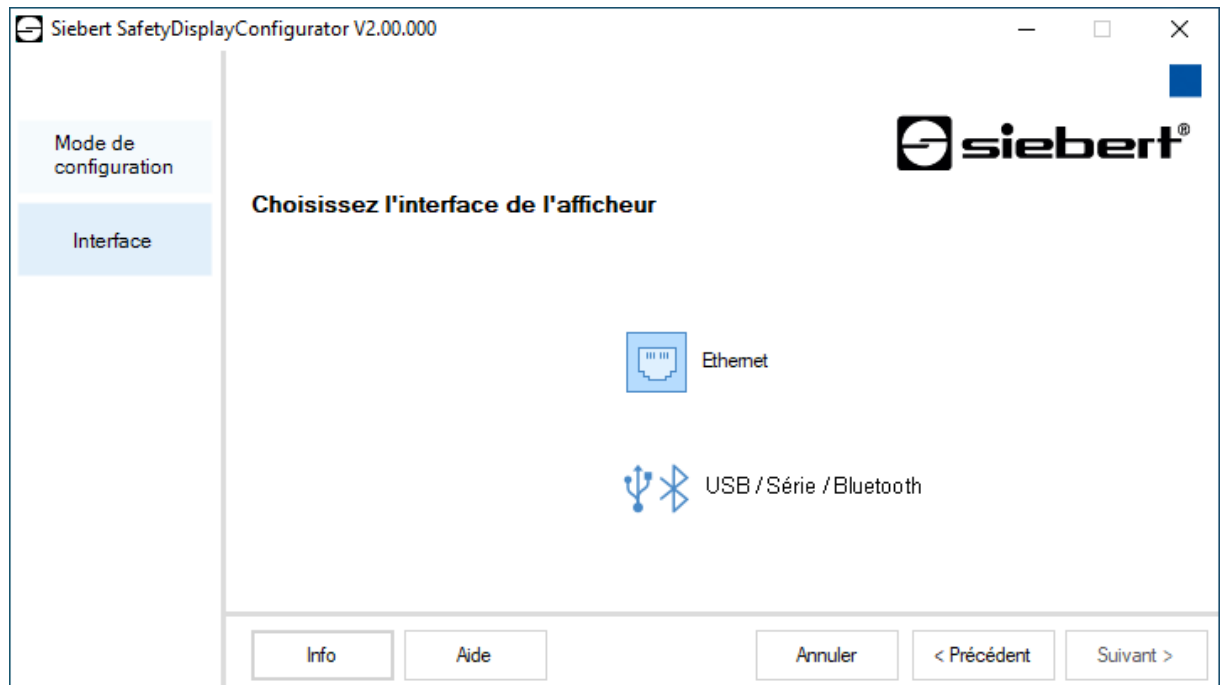 Siebert SafetyDisplayConfigurator V2.00.000
siebert®
Mode de
configuration
Interface
Choisissez l'interface de l'afficheur
Ethernet
USB / Série / Bluetooth
Info
Aide
Annuler
< Précédent
Suivant >